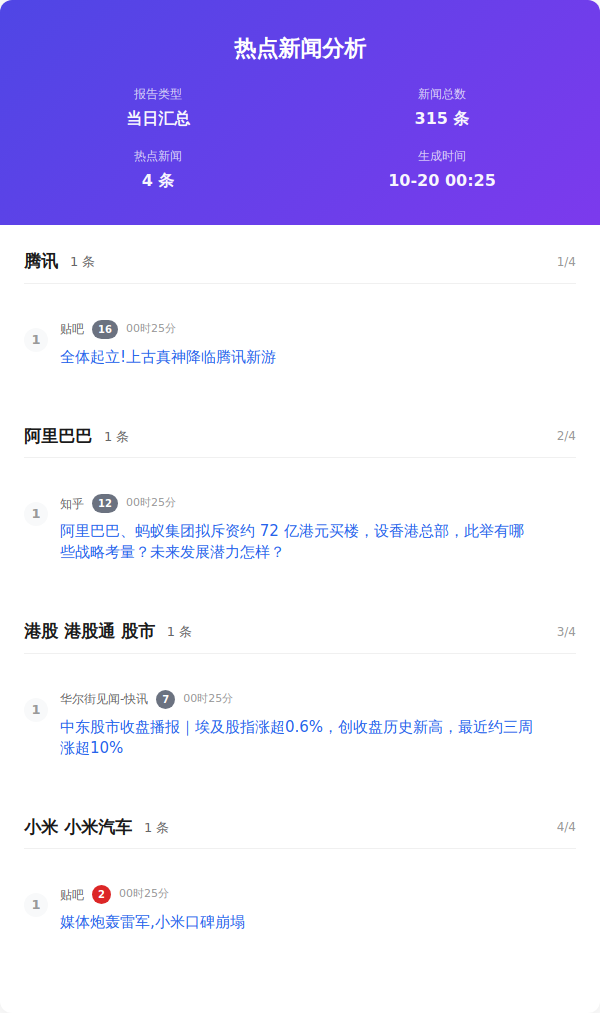 热点新闻分析
报告类型
当日汇总
新闻总数
315 条
热点新闻
4 条
生成时间
10-20 00:25
腾讯 1 条 1/4
1 贴吧 16 00时25分
全体起立!上古真神降临腾讯新游
阿里巴巴 1 条 2/4
1 知乎 12 00时25分
阿里巴巴、蚂蚁集团拟斥资约 72 亿港元买楼，设香港总部，此举有哪
些战略考量？未来发展潜力怎样？
港股 港股通 股市 1 条 3/4
1 华尔街见闻-快讯 7 00时25分
中东股市收盘播报｜埃及股指涨超0.6%，创收盘历史新高，最近约三周
涨超10%
小米 小米汽车 1 条 4/4
1 贴吧 2 00时25分
媒体炮轰雷军,小米口碑崩塌